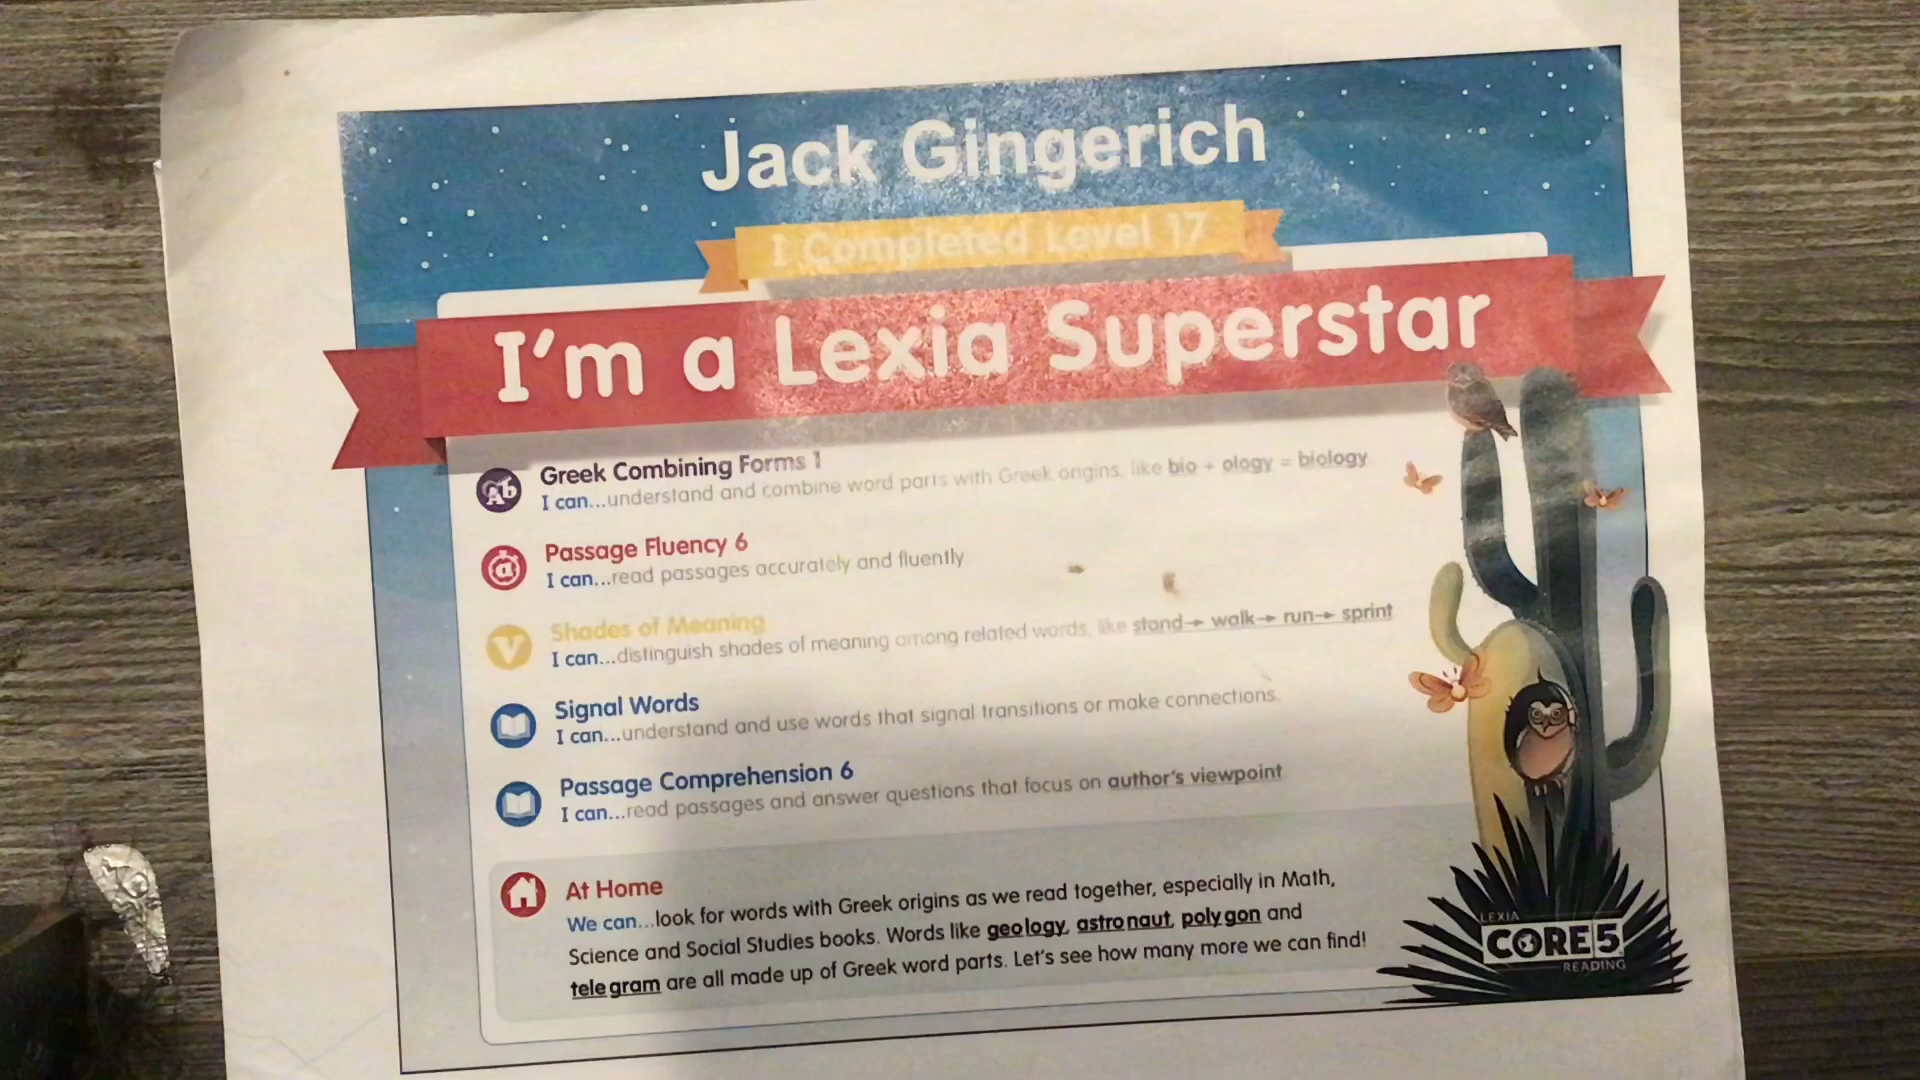 Jack Gingerich
I Completed Level 17
I'm a Lexia Superstar
Ab
Greek Combining Forms 1
I can...understand and combine word parts with Greek origins, like bio + ology = biology
a
Passage Fluency 6
I can...read passages accurately and fluently
V
Shades of Meaning
I can...distinguish shades of meaning among related words, like stand→ walk→ run→ sprint
Signal Words
I can...understand and use words that signal transitions or make connections.
Passage Comprehension 6
I can...read passages and answer questions that focus on author's viewpoint
At Home
We can...look for words with Greek origins as we read together, especially in Math,
Science and Social Studies books. Words like geology, astronaut, polygon and
telegram are all made up of Greek word parts. Let's see how many more we can find!
LEXIA
CORE5
READING